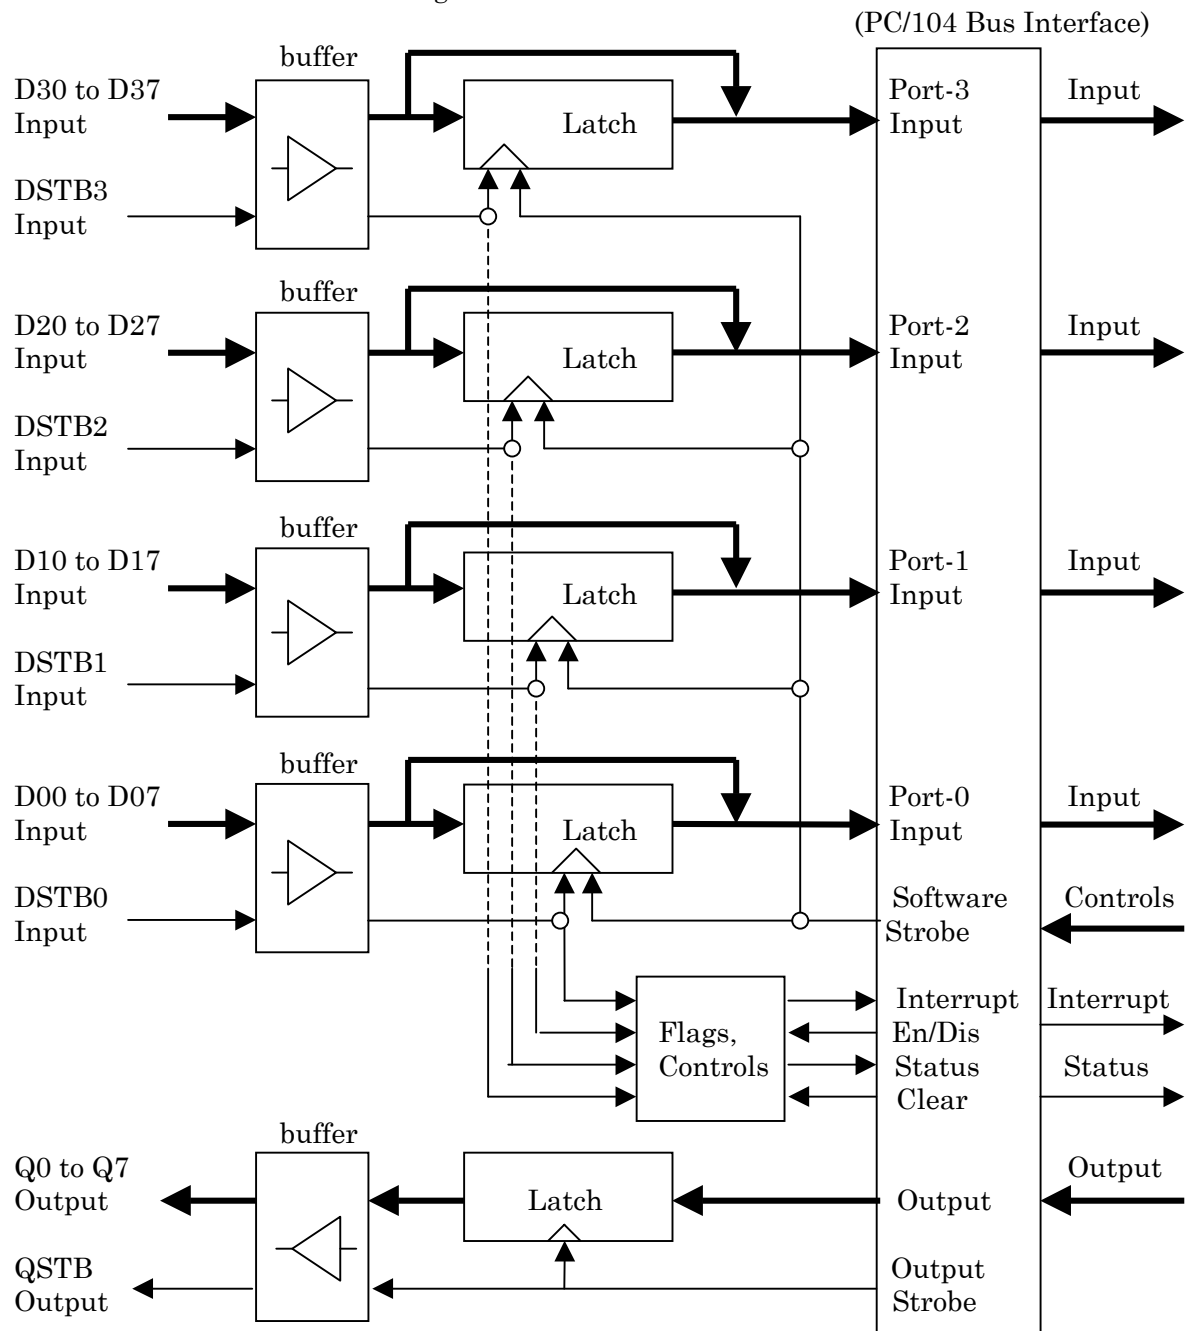 (PC/104 Bus Interface)
buffer
D30 to D37
Input
Latch
Port-3
Input
Input
DSTB3
Input
buffer
D20 to D27
Input
Latch
Port-2
Input
Input
DSTB2
Input
buffer
D10 to D17
Input
Latch
Port-1
Input
Input
DSTB1
Input
buffer
D00 to D07
Input
Latch
Port-0
Input
Input
DSTB0
Input
Software
Strobe
Controls
Flags,
Controls
Interrupt
En/Dis
Status
Clear
Interrupt
Status
buffer
Q0 to Q7
Output
Latch
Output
Output
QSTB
Output
Output
Strobe